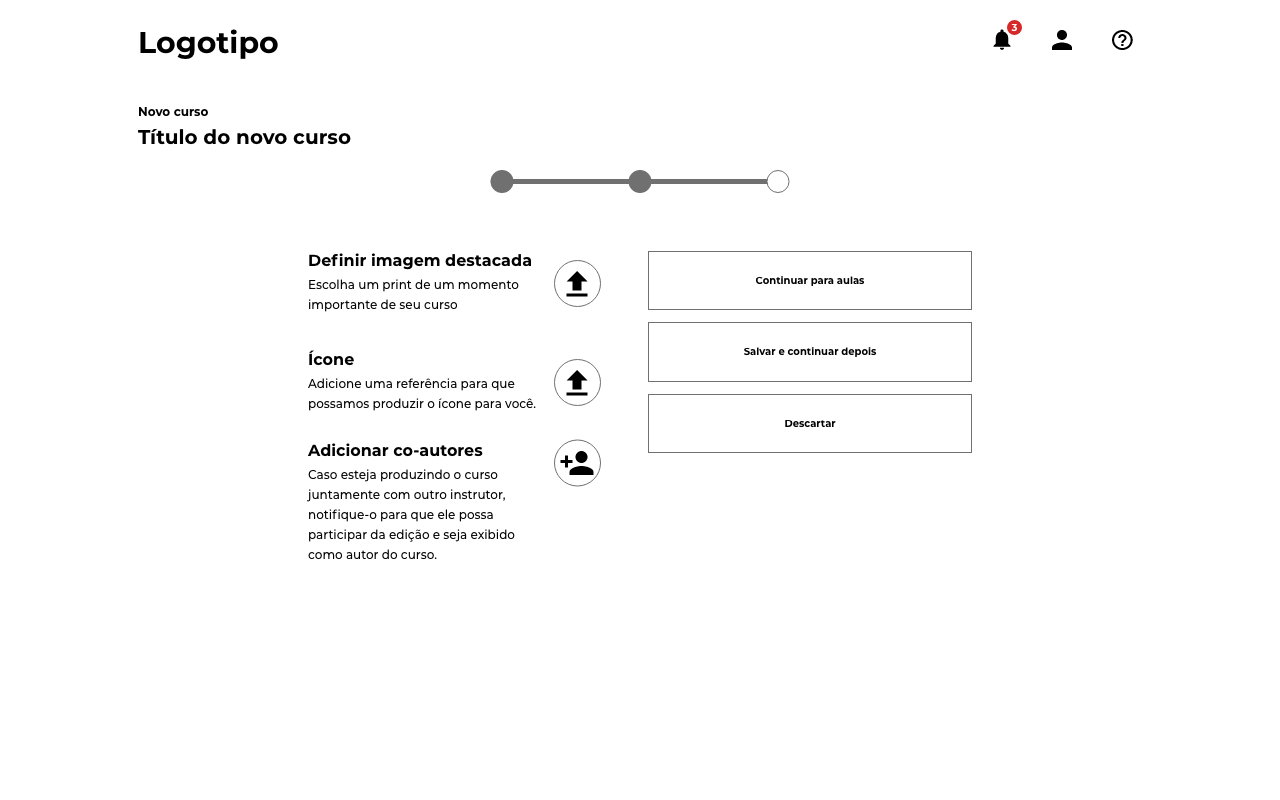 Logotipo
3
Novo curso
Título do novo curso
Definir imagem destacada
Escolha um print de um momento
importante de seu curso
Ícone
Adicione uma referência para que
possamos produzir o ícone para você.
Adicionar co-autores
Caso esteja produzindo o curso
juntamente com outro instrutor,
notifique-o para que ele possa
participar da edição e seja exibido
como autor do curso.
Continuar para aulas
Salvar e continuar depois
Descartar